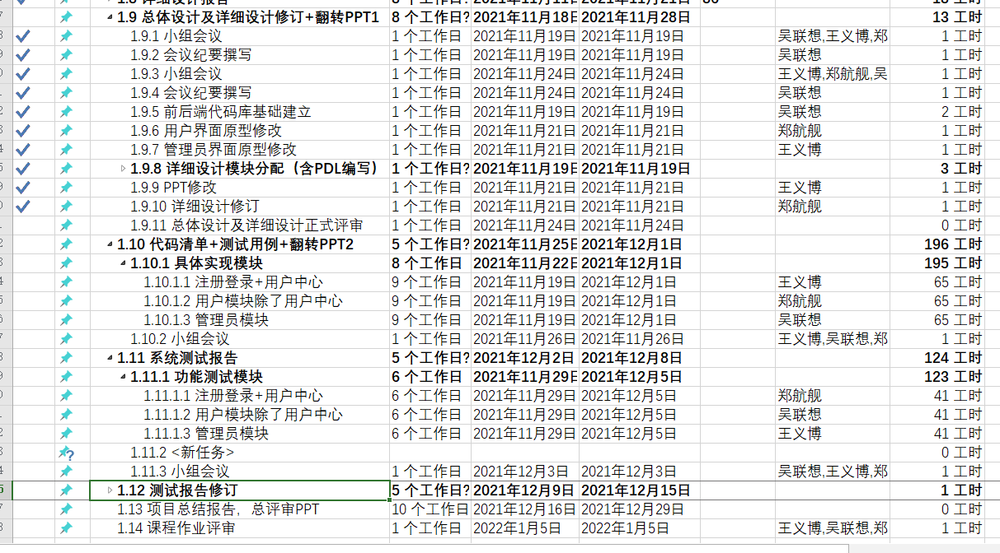 1.9 总体设计及详细设计修订+翻转PPT1 8 个工作日? 2021年11月18日 2021年11月28日 13 工时
1.9.1 小组会议 1 个工作日 2021年11月19日 2021年11月19日 吴联想,王义博,郑 1 工时
1.9.2 会议纪要撰写 1 个工作日 2021年11月19日 2021年11月19日 吴联想 1 工时
1.9.3 小组会议 1 个工作日 2021年11月24日 2021年11月24日 王义博,郑航舰,吴 1 工时
1.9.4 会议纪要撰写 1 个工作日 2021年11月24日 2021年11月24日 吴联想 1 工时
1.9.5 前后端代码库基础建立 1 个工作日 2021年11月19日 2021年11月19日 吴联想 2 工时
1.9.6 用户界面原型修改 1 个工作日 2021年11月21日 2021年11月21日 郑航舰 1 工时
1.9.7 管理员界面原型修改 1 个工作日 2021年11月21日 2021年11月21日 王义博 1 工时
1.9.8 详细设计模块分配（含PDL编写） 1 个工作日? 2021年11月19日 2021年11月19日 3 工时
1.9.9 PPT修改 1 个工作日 2021年11月21日 2021年11月21日 王义博 1 工时
1.9.10 详细设计修订 1 个工作日 2021年11月21日 2021年11月21日 郑航舰 1 工时
1.9.11 总体设计及详细设计正式评审 1 个工作日 2021年11月24日 2021年11月24日 0 工时
1.10 代码清单+测试用例+翻转PPT2 5 个工作日? 2021年11月25日 2021年12月1日 196 工时
1.10.1 具体实现模块 8 个工作日 2021年11月22日 2021年12月1日 195 工时
1.10.1.1 注册登录+用户中心 9 个工作日 2021年11月19日 2021年12月1日 王义博 65 工时
1.10.1.2 用户模块除了用户中心 9 个工作日 2021年11月19日 2021年12月1日 郑航舰 65 工时
1.10.1.3 管理员模块 9 个工作日 2021年11月19日 2021年12月1日 吴联想 65 工时
1.10.2 小组会议 1 个工作日 2021年11月26日 2021年11月26日 王义博,吴联想,郑 1 工时
1.11 系统测试报告 5 个工作日? 2021年12月2日 2021年12月8日 124 工时
1.11.1 功能测试模块 6 个工作日 2021年11月29日 2021年12月5日 123 工时
1.11.1.1 注册登录+用户中心 6 个工作日 2021年11月29日 2021年12月5日 郑航舰 41 工时
1.11.1.2 用户模块除了用户中心 6 个工作日 2021年11月29日 2021年12月5日 吴联想 41 工时
1.11.1.3 管理员模块 6 个工作日 2021年11月29日 2021年12月5日 王义博 41 工时
1.11.2 <新任务> 0 工时
1.11.3 小组会议 1 个工作日 2021年12月3日 2021年12月3日 吴联想,王义博,郑 1 工时
1.12 测试报告修订 5 个工作日? 2021年12月9日 2021年12月15日 1 工时
1.13 项目总结报告，总评审PPT 10 个工作日 2021年12月16日 2021年12月29日 0 工时
1.14 课程作业评审 1 个工作日 2022年1月5日 2022年1月5日 王义博,吴联想,郑 1 工时